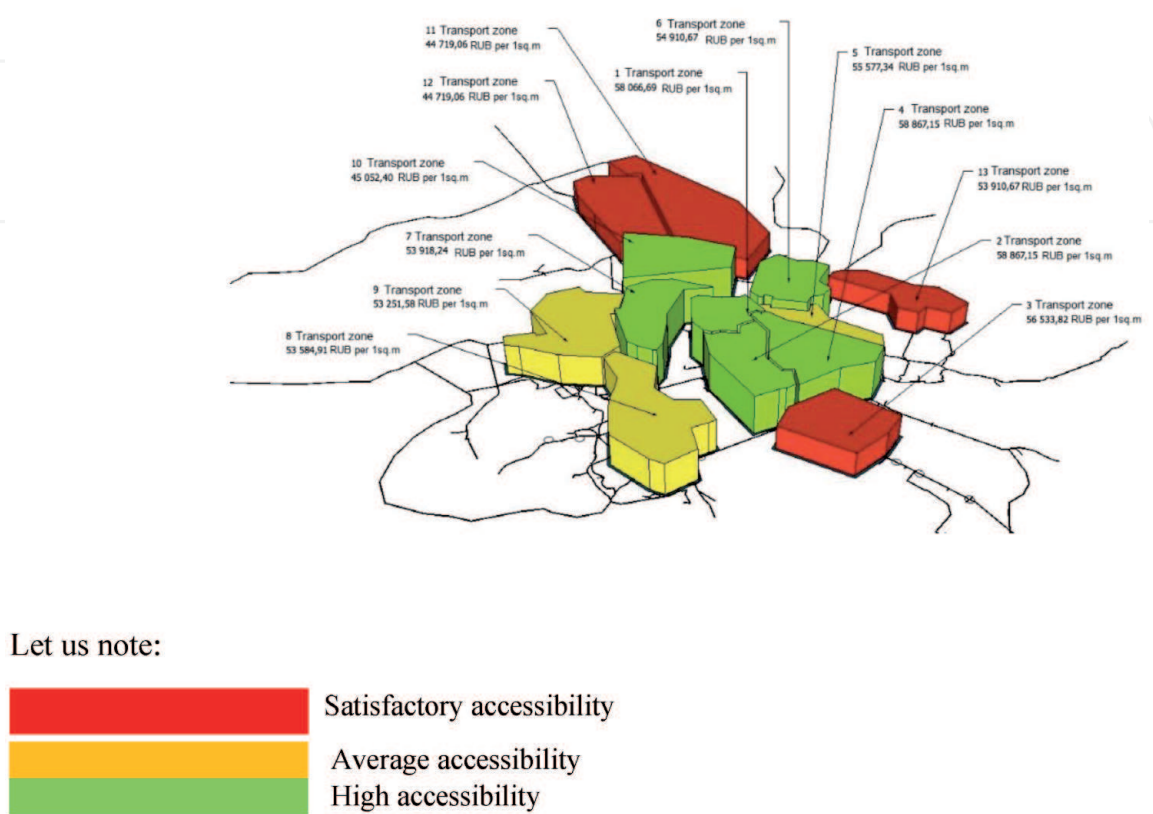 6 Transport zone
54 910,67 RUB per 1sq.m
11 Transport zone
44 719,06 RUB per 1sq.m
5 Transport zone
55 577,34 RUB per 1sq.m
1 Transport zone
58 066,69 RUB per 1sq.m
12 Transport zone
44 719,06 RUB per 1sq.m
4 Transport zone
58 867,15 RUB per 1sq.m
10 Transport zone
45 052,40 RUB per 1sq.m
13 Transport zone
53 910,67 RUB per 1sq.m
7 Transport zone
53 918,24 RUB per 1sq.m
2 Transport zone
58 867,15 RUB per 1sq.m
9 Transport zone
53 251,58 RUB per 1sq.m
3 Transport zone
56 533,82 RUB per 1sq.m
8 Transport zone
53 584,91 RUB per 1sq.m
Let us note:
Satisfactory accessibility
Average accessibility
High accessibility